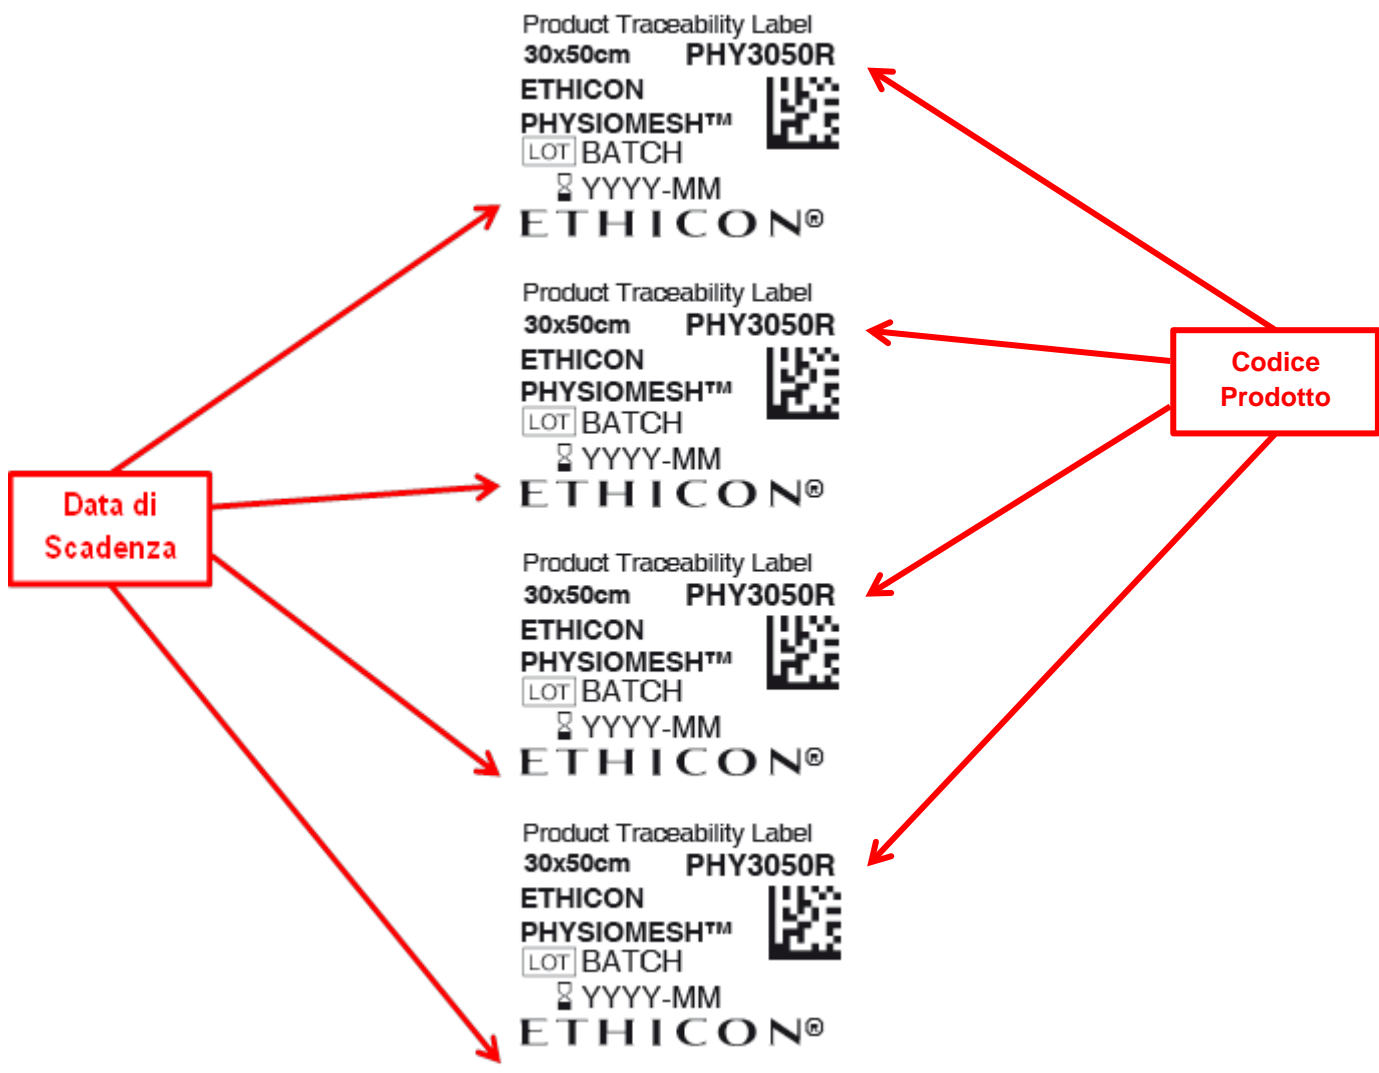 Product Traceability Label
30x50cm PHY3050R
ETHICON
PHYSIOMESH™
LOT BATCH
YYYY-MM
ETHICON®
Product Traceability Label
30x50cm PHY3050R
ETHICON
PHYSIOMESH™
LOT BATCH
YYYY-MM
ETHICON®
Product Traceability Label
30x50cm PHY3050R
ETHICON
PHYSIOMESH™
LOT BATCH
YYYY-MM
ETHICON®
Product Traceability Label
30x50cm PHY3050R
ETHICON
PHYSIOMESH™
LOT BATCH
YYYY-MM
ETHICON®
Data di
Scadenza
Codice
Prodotto